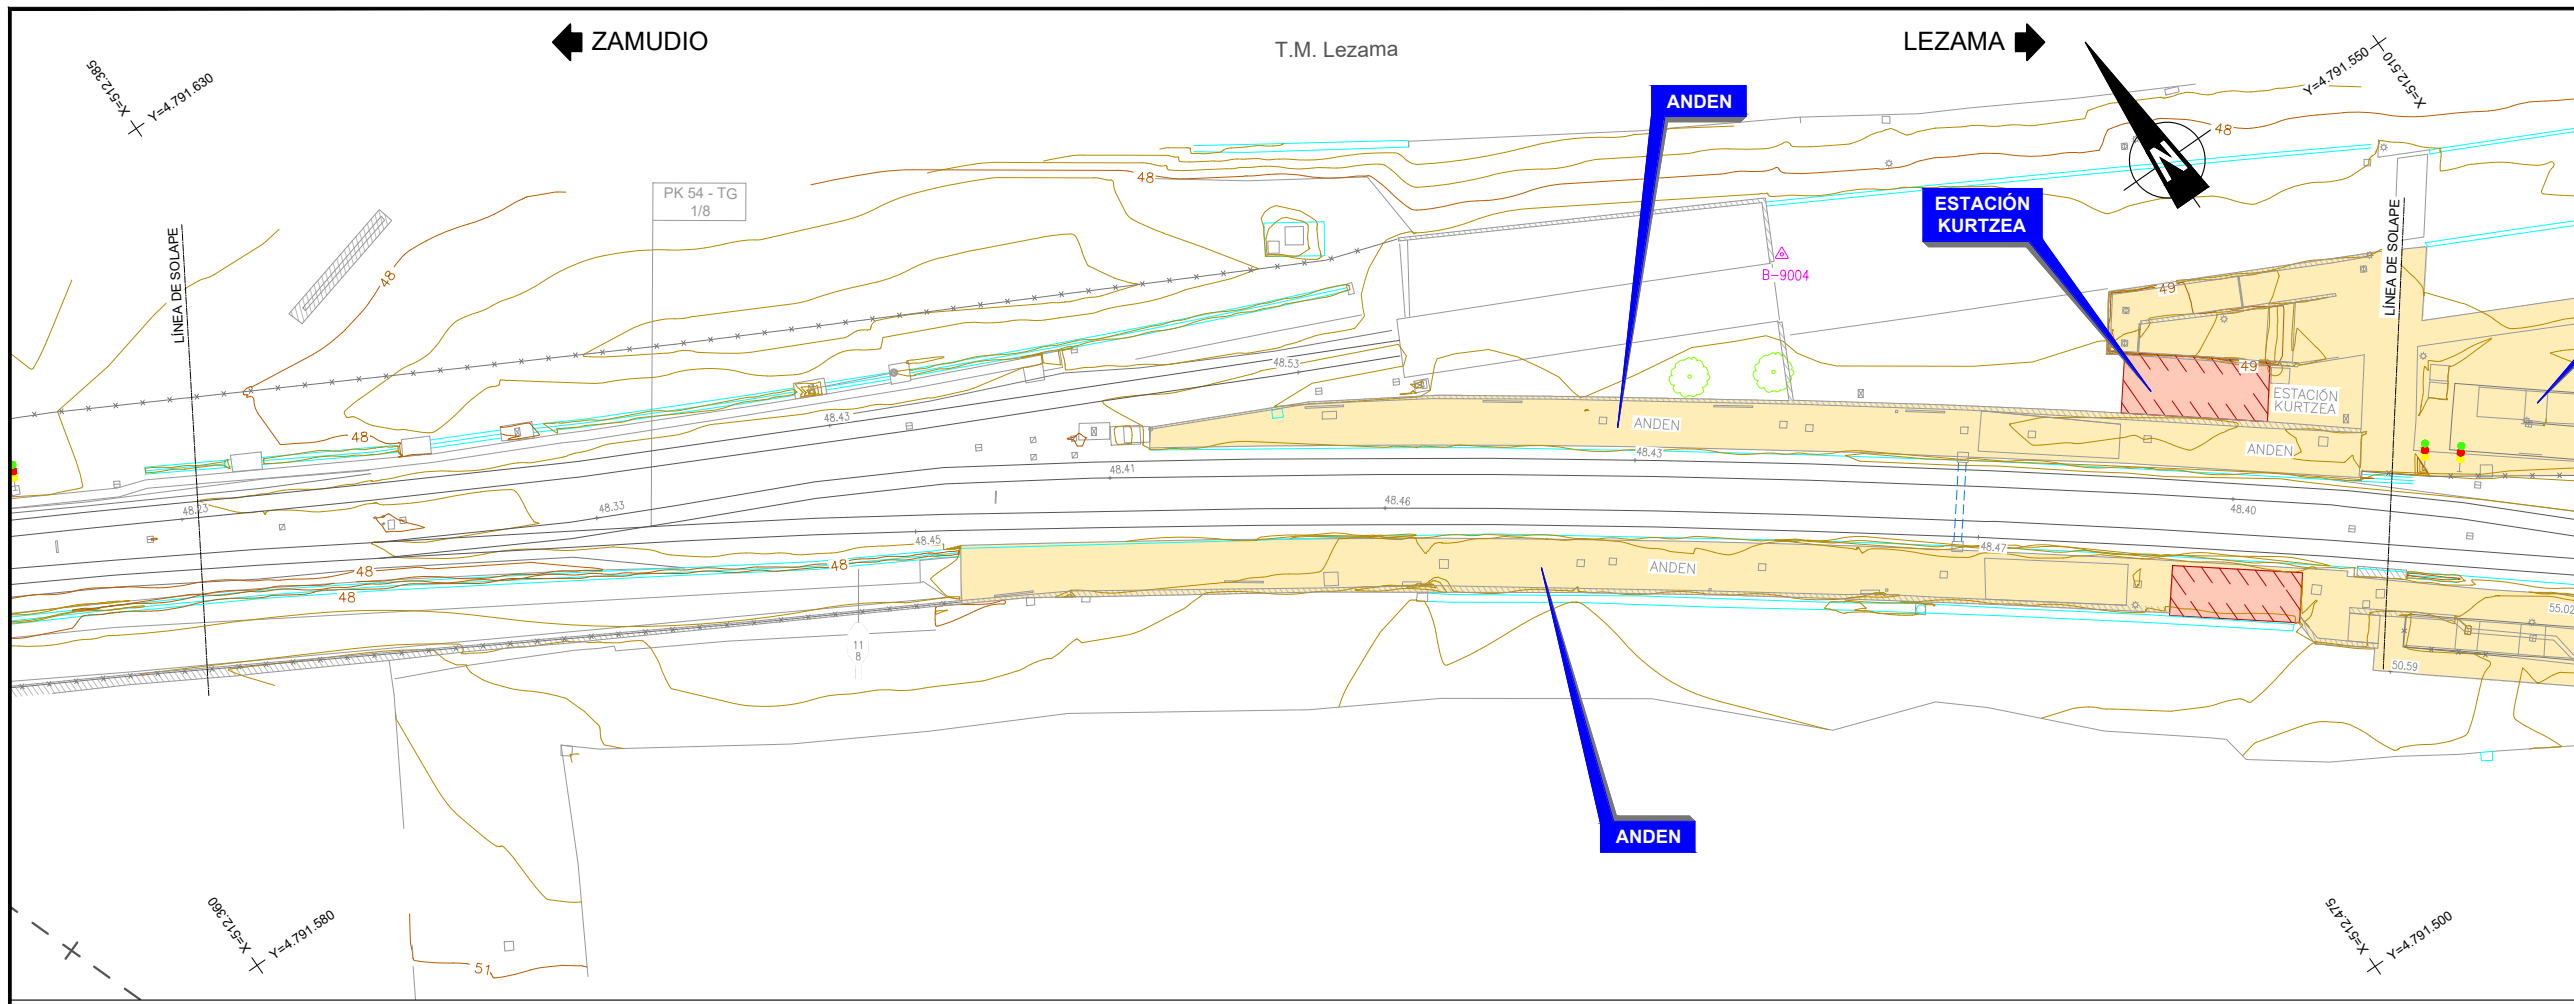 ZAMUDIO
T.M. Lezama
LEZAMA
X=512.385
Y=4.791.630
Y=4.791.550
X=512.510
ANDEN
48
PK 54 - TG
1/8
48
ESTACIÓN
KURTZEA
LÍNEA DE SOLAPE
LÍNEA DE SOLAPE
N
B-9004
48
49
48.53
49
ESTACIÓN
KURTZEA
48.43
ANDEN
48
ANDEN
48.43
48.41
48.23
48.33
48.46
48.40
48.45
48.47
48
48
ANDEN
48
55.02
11
8
50.59
ANDEN
X=512.360
Y=4.791.580
X=512.475
Y=4.791.500
51